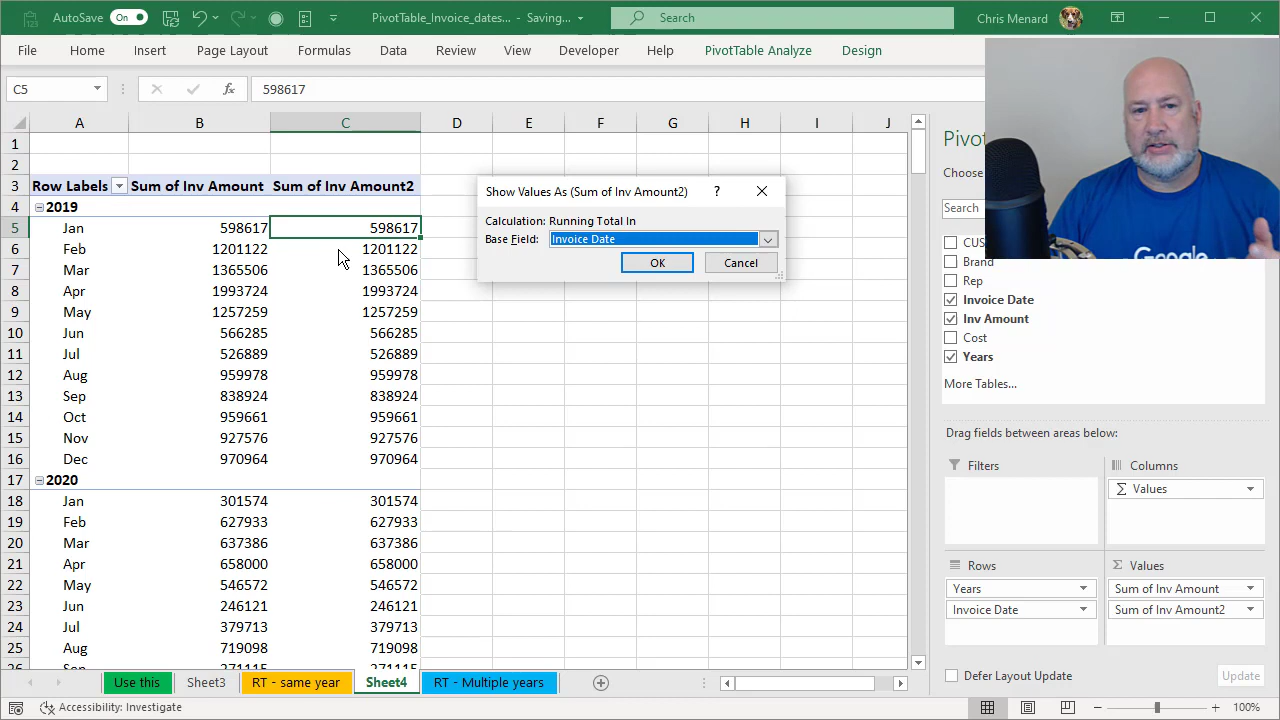 AutoSave On PivotTable_Invoice_dates... - Saving... Search Chris Menard
File Home Insert Page Layout Formulas Data Review View Developer Help PivotTable Analyze Design
C5 fx 598617
A B C D E F G H I J
1
2
3 Row Labels Sum of Inv Amount Sum of Inv Amount2
4 2019
5 Jan 598617 598617
6 Feb 1201122 1201122
7 Mar 1365506 1365506
8 Apr 1993724 1993724
9 May 1257259 1257259
10 Jun 566285 566285
11 Jul 526889 526889
12 Aug 959978 959978
13 Sep 838924 838924
14 Oct 959661 959661
15 Nov 927576 927576
16 Dec 970964 970964
17 2020
18 Jan 301574 301574
19 Feb 627933 627933
20 Mar 637386 637386
21 Apr 658000 658000
22 May 546572 546572
23 Jun 246121 246121
24 Jul 379713 379713
25 Aug 719098 719098
Show Values As (Sum of Inv Amount2) ?
Calculation: Running Total In
Base Field: Invoice Date
OK Cancel
Pivo
Choose
Search
CUS
Brand
Rep
Invoice Date
Inv Amount
Cost
Years
More Tables...
Drag fields between areas below:
Filters Columns
Σ Values
Rows Σ Values
Years Sum of Inv Amount
Invoice Date Sum of Inv Amount2
Defer Layout Update Update
Use this Sheet3 RT - same year Sheet4 RT - Multiple years
Accessibility: Investigate 100%
Google